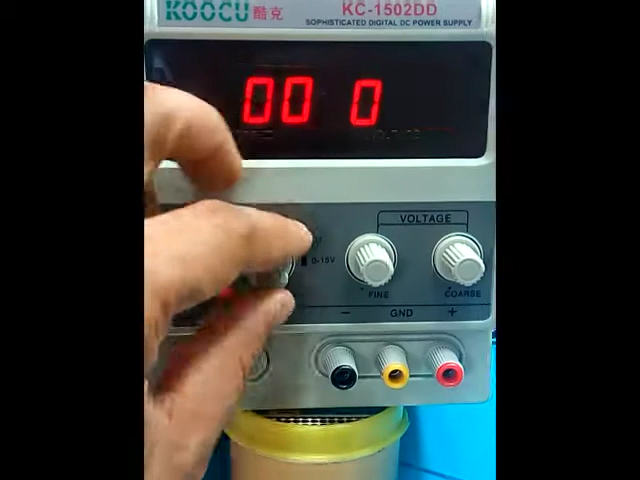 KOOCU 酷克
KC-1502DD
SOPHISTICATED DIGITAL DC POWER SUPPLY
00 0
VOLTAGE
0-15V
FINE
COARSE
− GND +